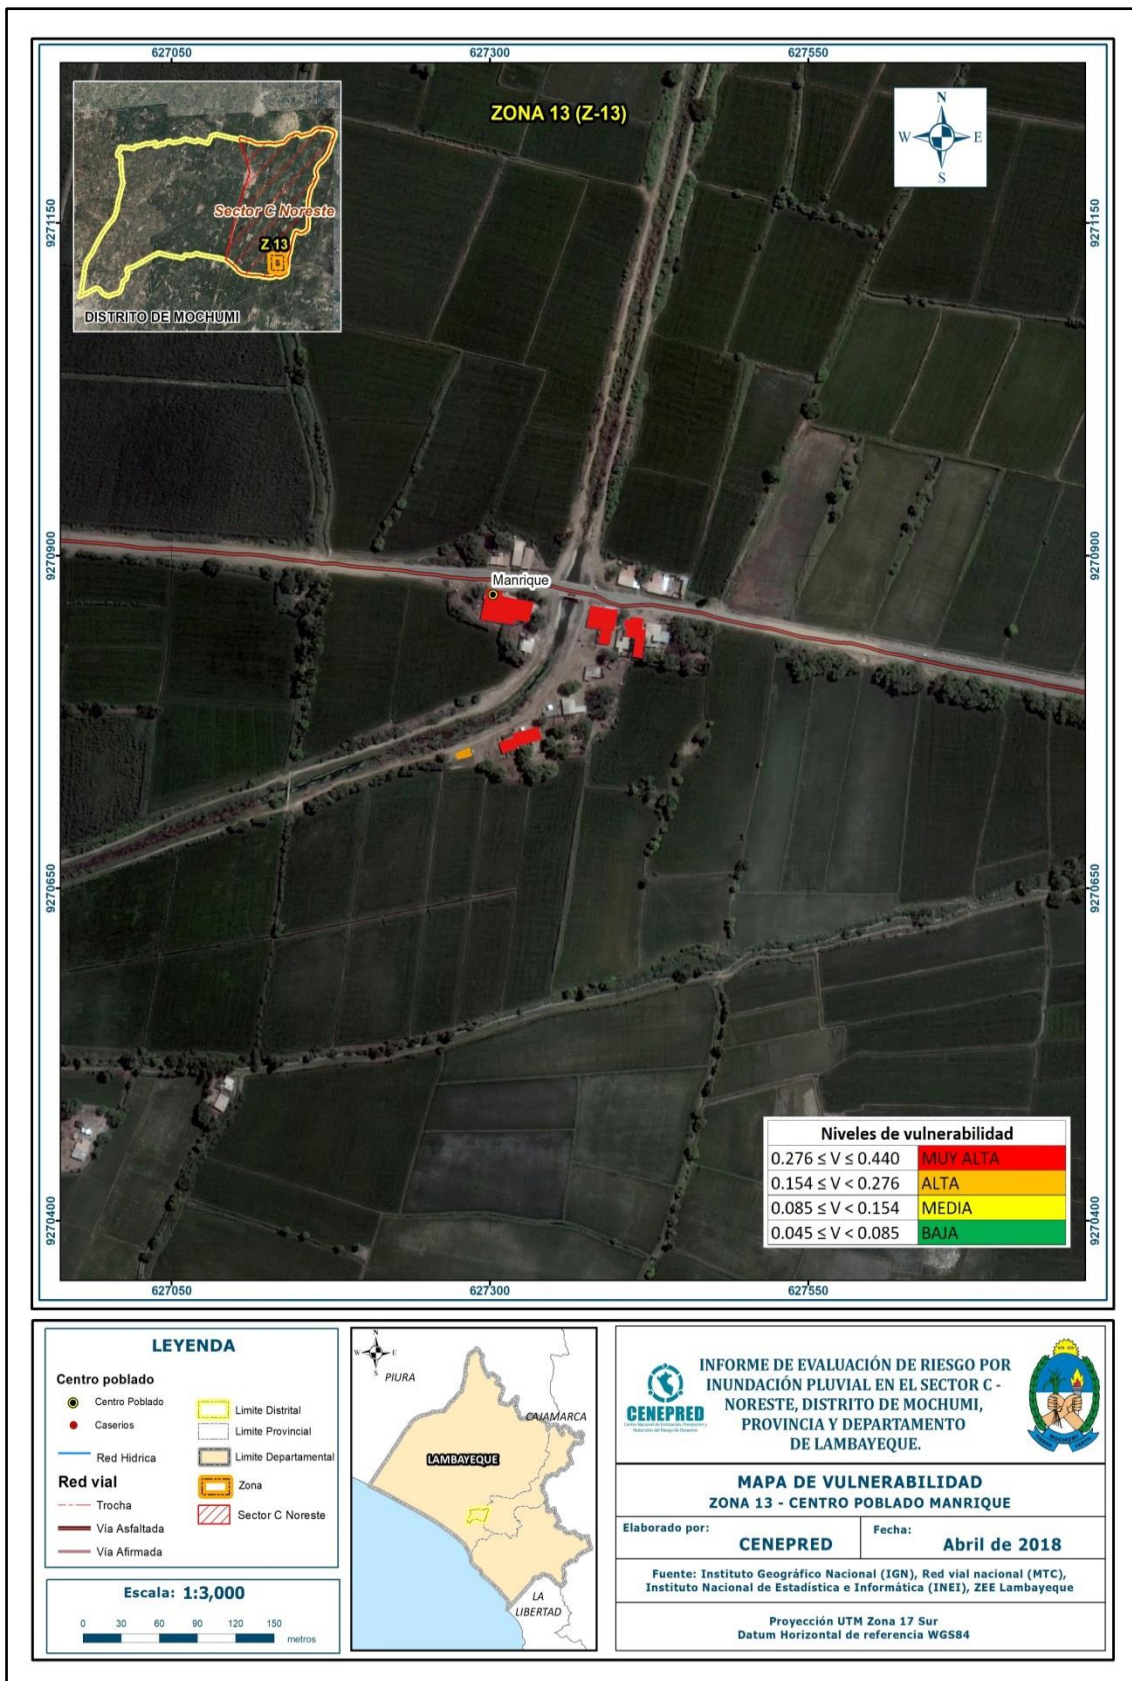 627050
627300
627550
ZONA 13 (Z-13)
N
W
E
S
Sector C Noreste
Z 13
DISTRITO DE MOCHUMI
9271150
9271150
9270900
9270900
Manrique
9270650
9270650
9270400
9270400
Niveles de vulnerabilidad
0.276 ≤ V ≤ 0.440 MUY ALTA
0.154 ≤ V < 0.276 ALTA
0.085 ≤ V < 0.154 MEDIA
0.045 ≤ V < 0.085 BAJA
627050
627300
627550
LEYENDA
Centro poblado
Centro Poblado
Caserios
Red Hidrica
Red vial
Trocha
Vía Asfaltada
Vía Afirmada
Limite Distrital
Limite Provincial
Limite Departamental
Zona
Sector C Noreste
Escala: 1:3,000
0 30 60 90 120 150
metros
N
W
E
S
PIURA
CAJAMARCA
LAMBAYEQUE
LA
LIBERTAD
CENEPRED
INFORME DE EVALUACIÓN DE RIESGO POR
INUNDACIÓN PLUVIAL EN EL SECTOR C -
NORESTE, DISTRITO DE MOCHUMI,
PROVINCIA Y DEPARTAMENTO
DE LAMBAYEQUE.
MOCHUMI
MAPA DE VULNERABILIDAD
ZONA 13 - CENTRO POBLADO MANRIQUE
Elaborado por:
CENEPRED
Fecha:
Abril de 2018
Fuente: Instituto Geográfico Nacional (IGN), Red vial nacional (MTC),
Instituto Nacional de Estadística e Informática (INEI), ZEE Lambayeque
Proyección UTM Zona 17 Sur
Datum Horizontal de referencia WGS84